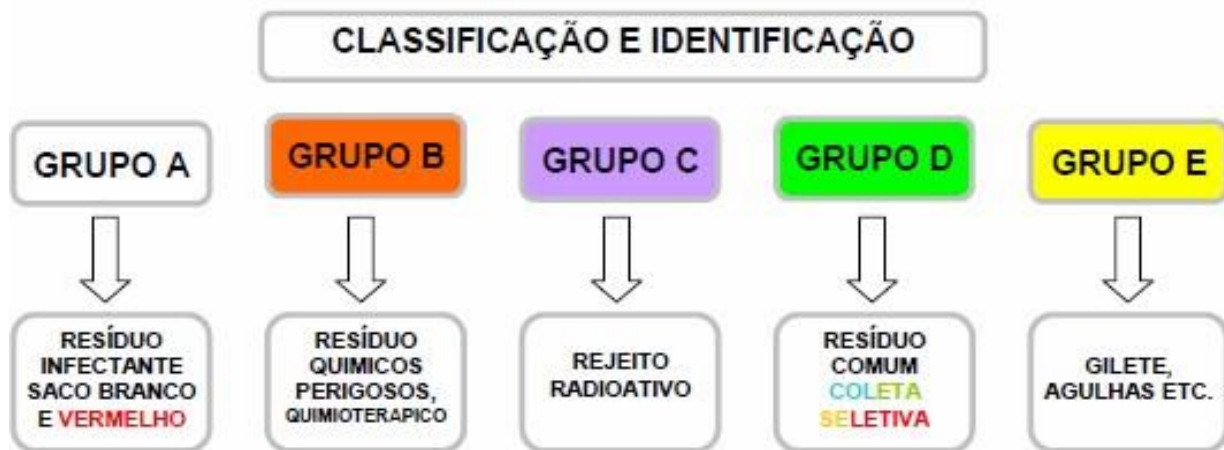 CLASSIFICAÇÃO E IDENTIFICAÇÃO
GRUPO A
GRUPO B
GRUPO C
GRUPO D
GRUPO E
RESÍDUO
INFECTANTE
SACO BRANCO
E VERMELHO
RESÍDUO
QUIMICOS
PERIGOSOS,
QUIMIOTERAPICO
REJEITO
RADIOATIVO
RESÍDUO
COMUM
COLETA
SELETIVA
GILETE,
AGULHAS ETC.